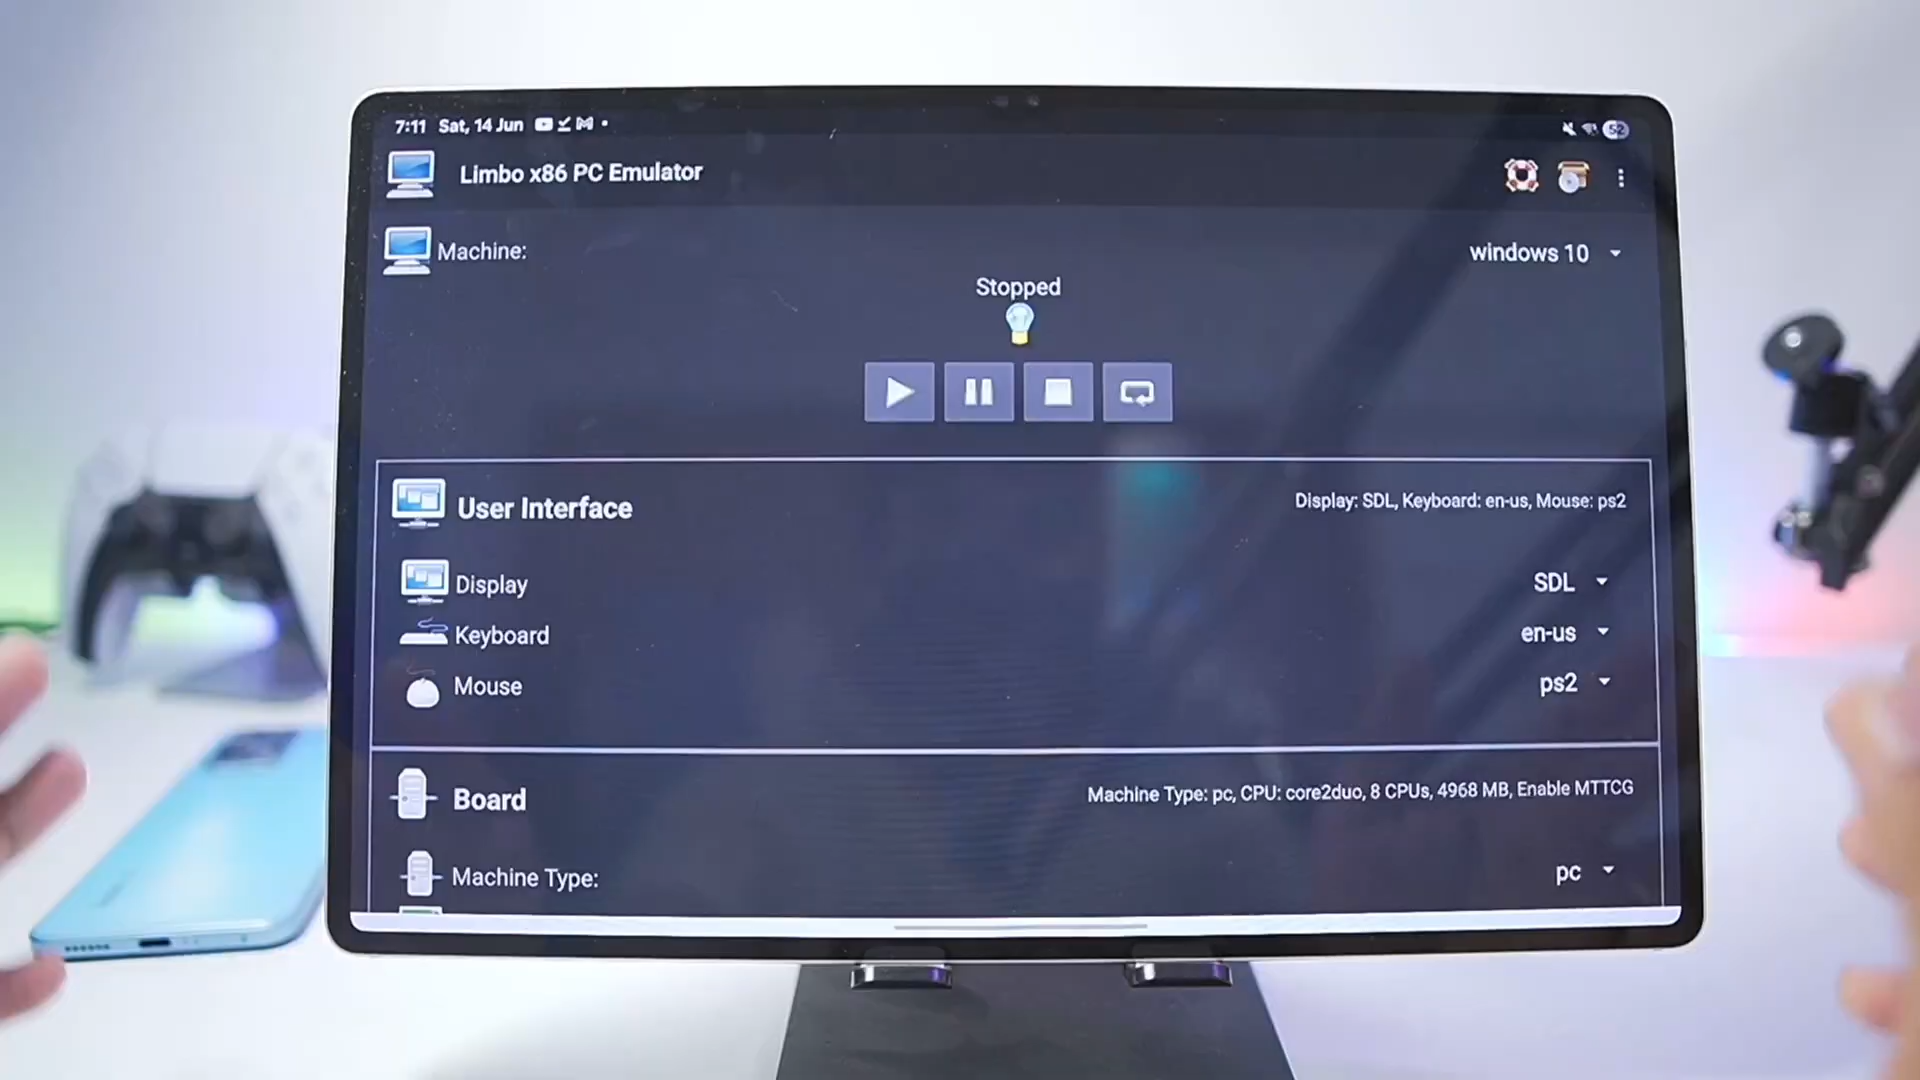 7:11 Sat, 14 Jun
52
Limbo x86 PC Emulator
Machine:
windows 10
Stopped
User Interface
Display: SDL, Keyboard: en-us, Mouse: ps2
Display
SDL
Keyboard
en-us
Mouse
ps2
Board
Machine Type: pc, CPU: core2duo, 8 CPUs, 4968 MB, Enable MTTCG
Machine Type:
pc